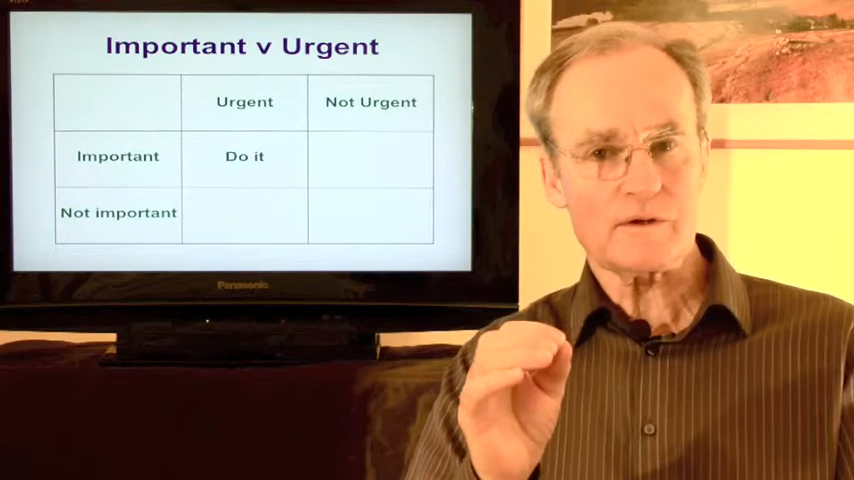 Important v Urgent
Urgent Not Urgent
Important Do it
Not important
Panasonic